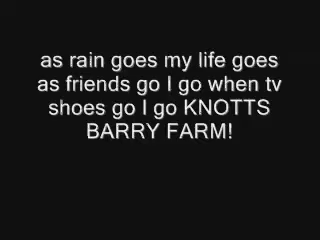 as rain goes my life goes
as friends go I go when tv
shoes go I go KNOTTS
BARRY FARM!